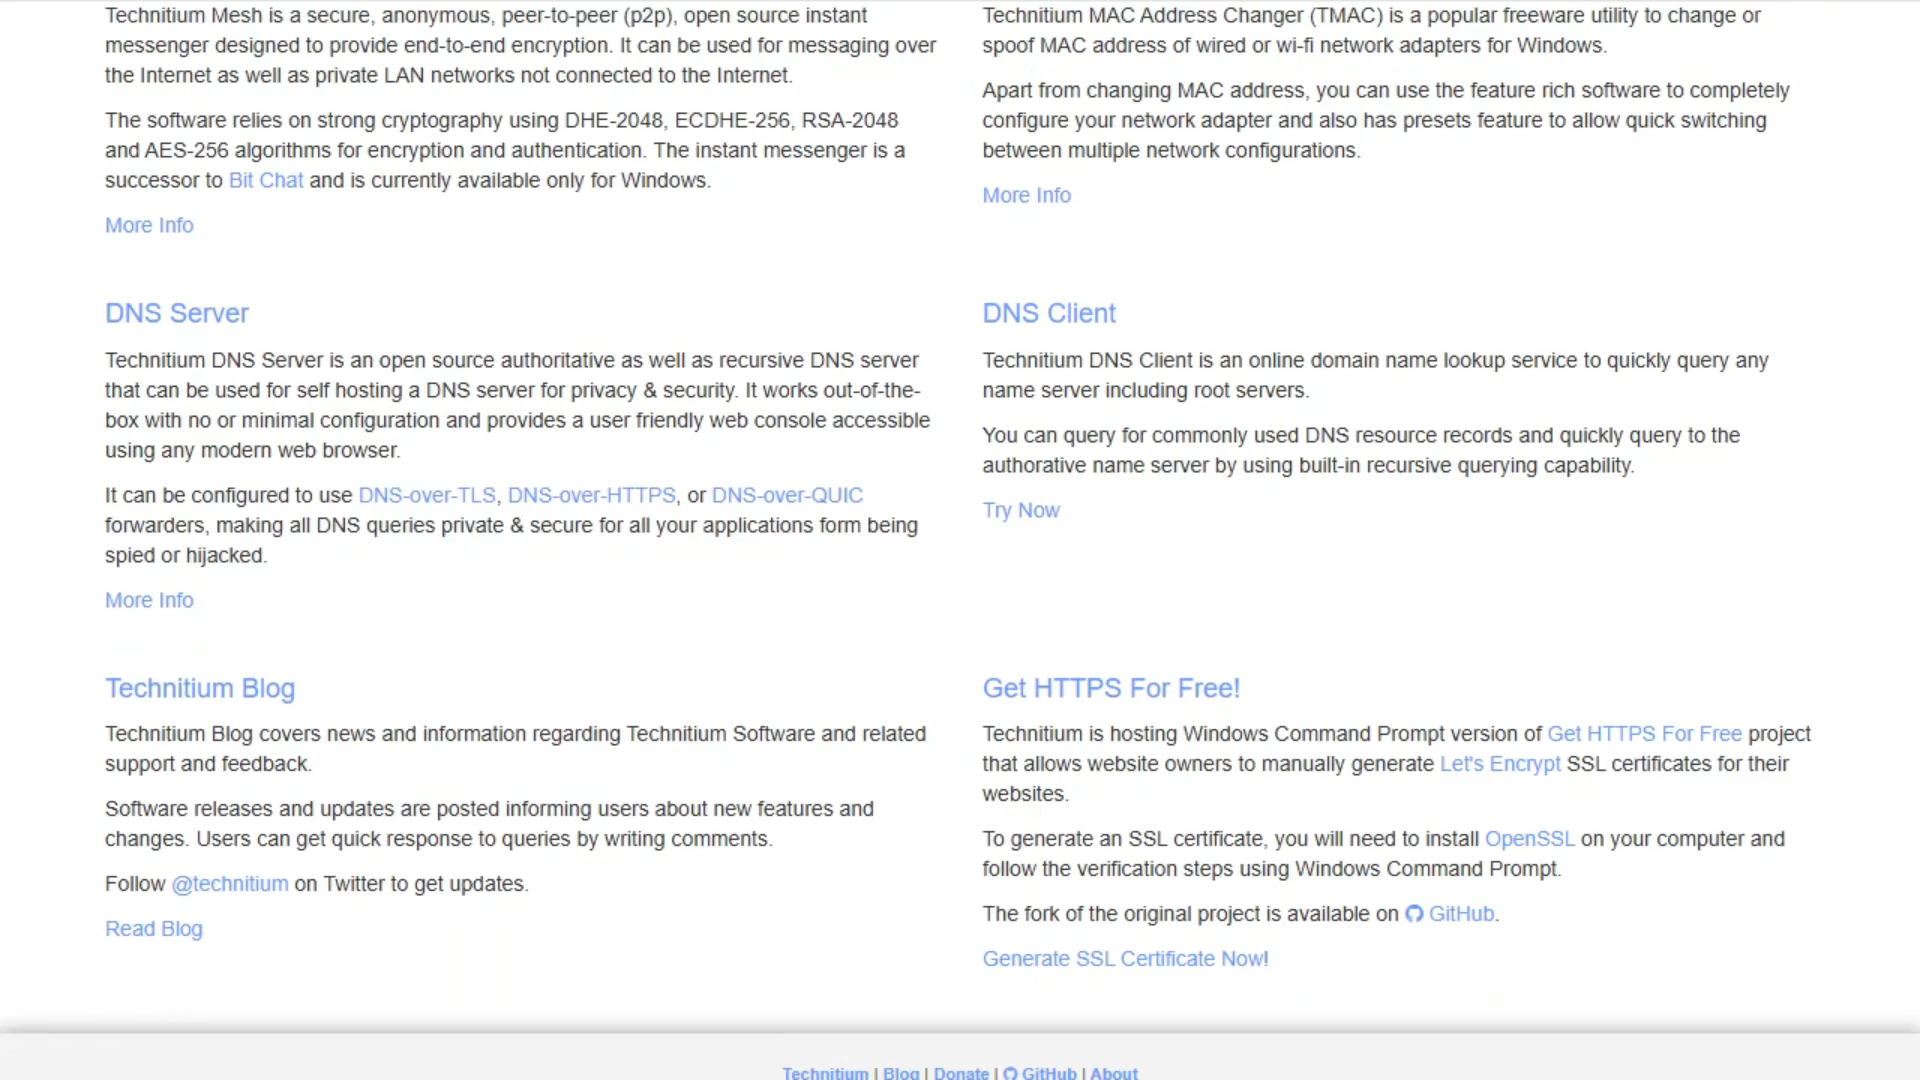 Technitium Mesh is a secure, anonymous, peer-to-peer (p2p), open source instant
messenger designed to provide end-to-end encryption. It can be used for messaging over
the Internet as well as private LAN networks not connected to the Internet.
The software relies on strong cryptography using DHE-2048, ECDHE-256, RSA-2048
and AES-256 algorithms for encryption and authentication. The instant messenger is a
successor to Bit Chat and is currently available only for Windows.
More Info
Technitium MAC Address Changer (TMAC) is a popular freeware utility to change or
spoof MAC address of wired or wi-fi network adapters for Windows.
Apart from changing MAC address, you can use the feature rich software to completely
configure your network adapter and also has presets feature to allow quick switching
between multiple network configurations.
More Info
DNS Server
Technitium DNS Server is an open source authoritative as well as recursive DNS server
that can be used for self hosting a DNS server for privacy & security. It works out-of-the-
box with no or minimal configuration and provides a user friendly web console accessible
using any modern web browser.
It can be configured to use DNS-over-TLS, DNS-over-HTTPS, or DNS-over-QUIC
forwarders, making all DNS queries private & secure for all your applications form being
spied or hijacked.
More Info
DNS Client
Technitium DNS Client is an online domain name lookup service to quickly query any
name server including root servers.
You can query for commonly used DNS resource records and quickly query to the
authorative name server by using built-in recursive querying capability.
Try Now
Technitium Blog
Technitium Blog covers news and information regarding Technitium Software and related
support and feedback.
Software releases and updates are posted informing users about new features and
changes. Users can get quick response to queries by writing comments.
Follow @technitium on Twitter to get updates.
Read Blog
Get HTTPS For Free!
Technitium is hosting Windows Command Prompt version of Get HTTPS For Free project
that allows website owners to manually generate Let's Encrypt SSL certificates for their
websites.
To generate an SSL certificate, you will need to install OpenSSL on your computer and
follow the verification steps using Windows Command Prompt.
The fork of the original project is available on GitHub.
Generate SSL Certificate Now!
Technitium | Blog | Donate | GitHub | About